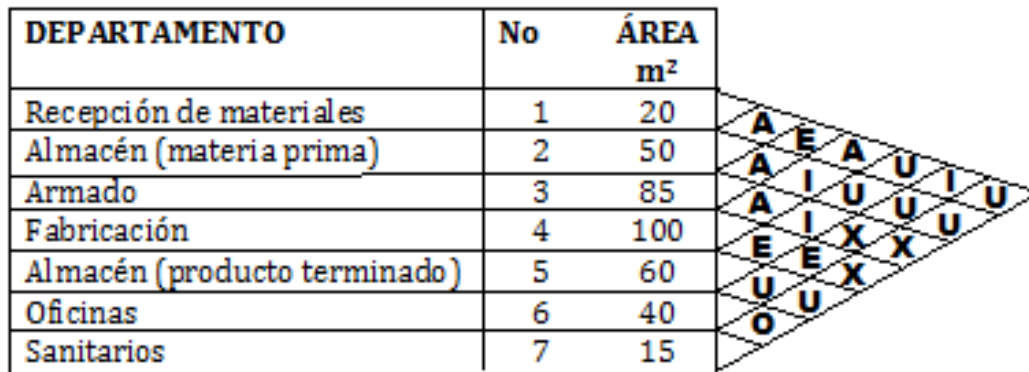 DEPARTAMENTO No ÁREA
m²
Recepción de materiales 1 20
Almacén (materia prima) 2 50
Armado 3 85
Fabricación 4 100
Almacén (producto terminado) 5 60
Oficinas 6 40
Sanitarios 7 15
A E A U I U
A I U U U
A I X X
E E X
U U
O